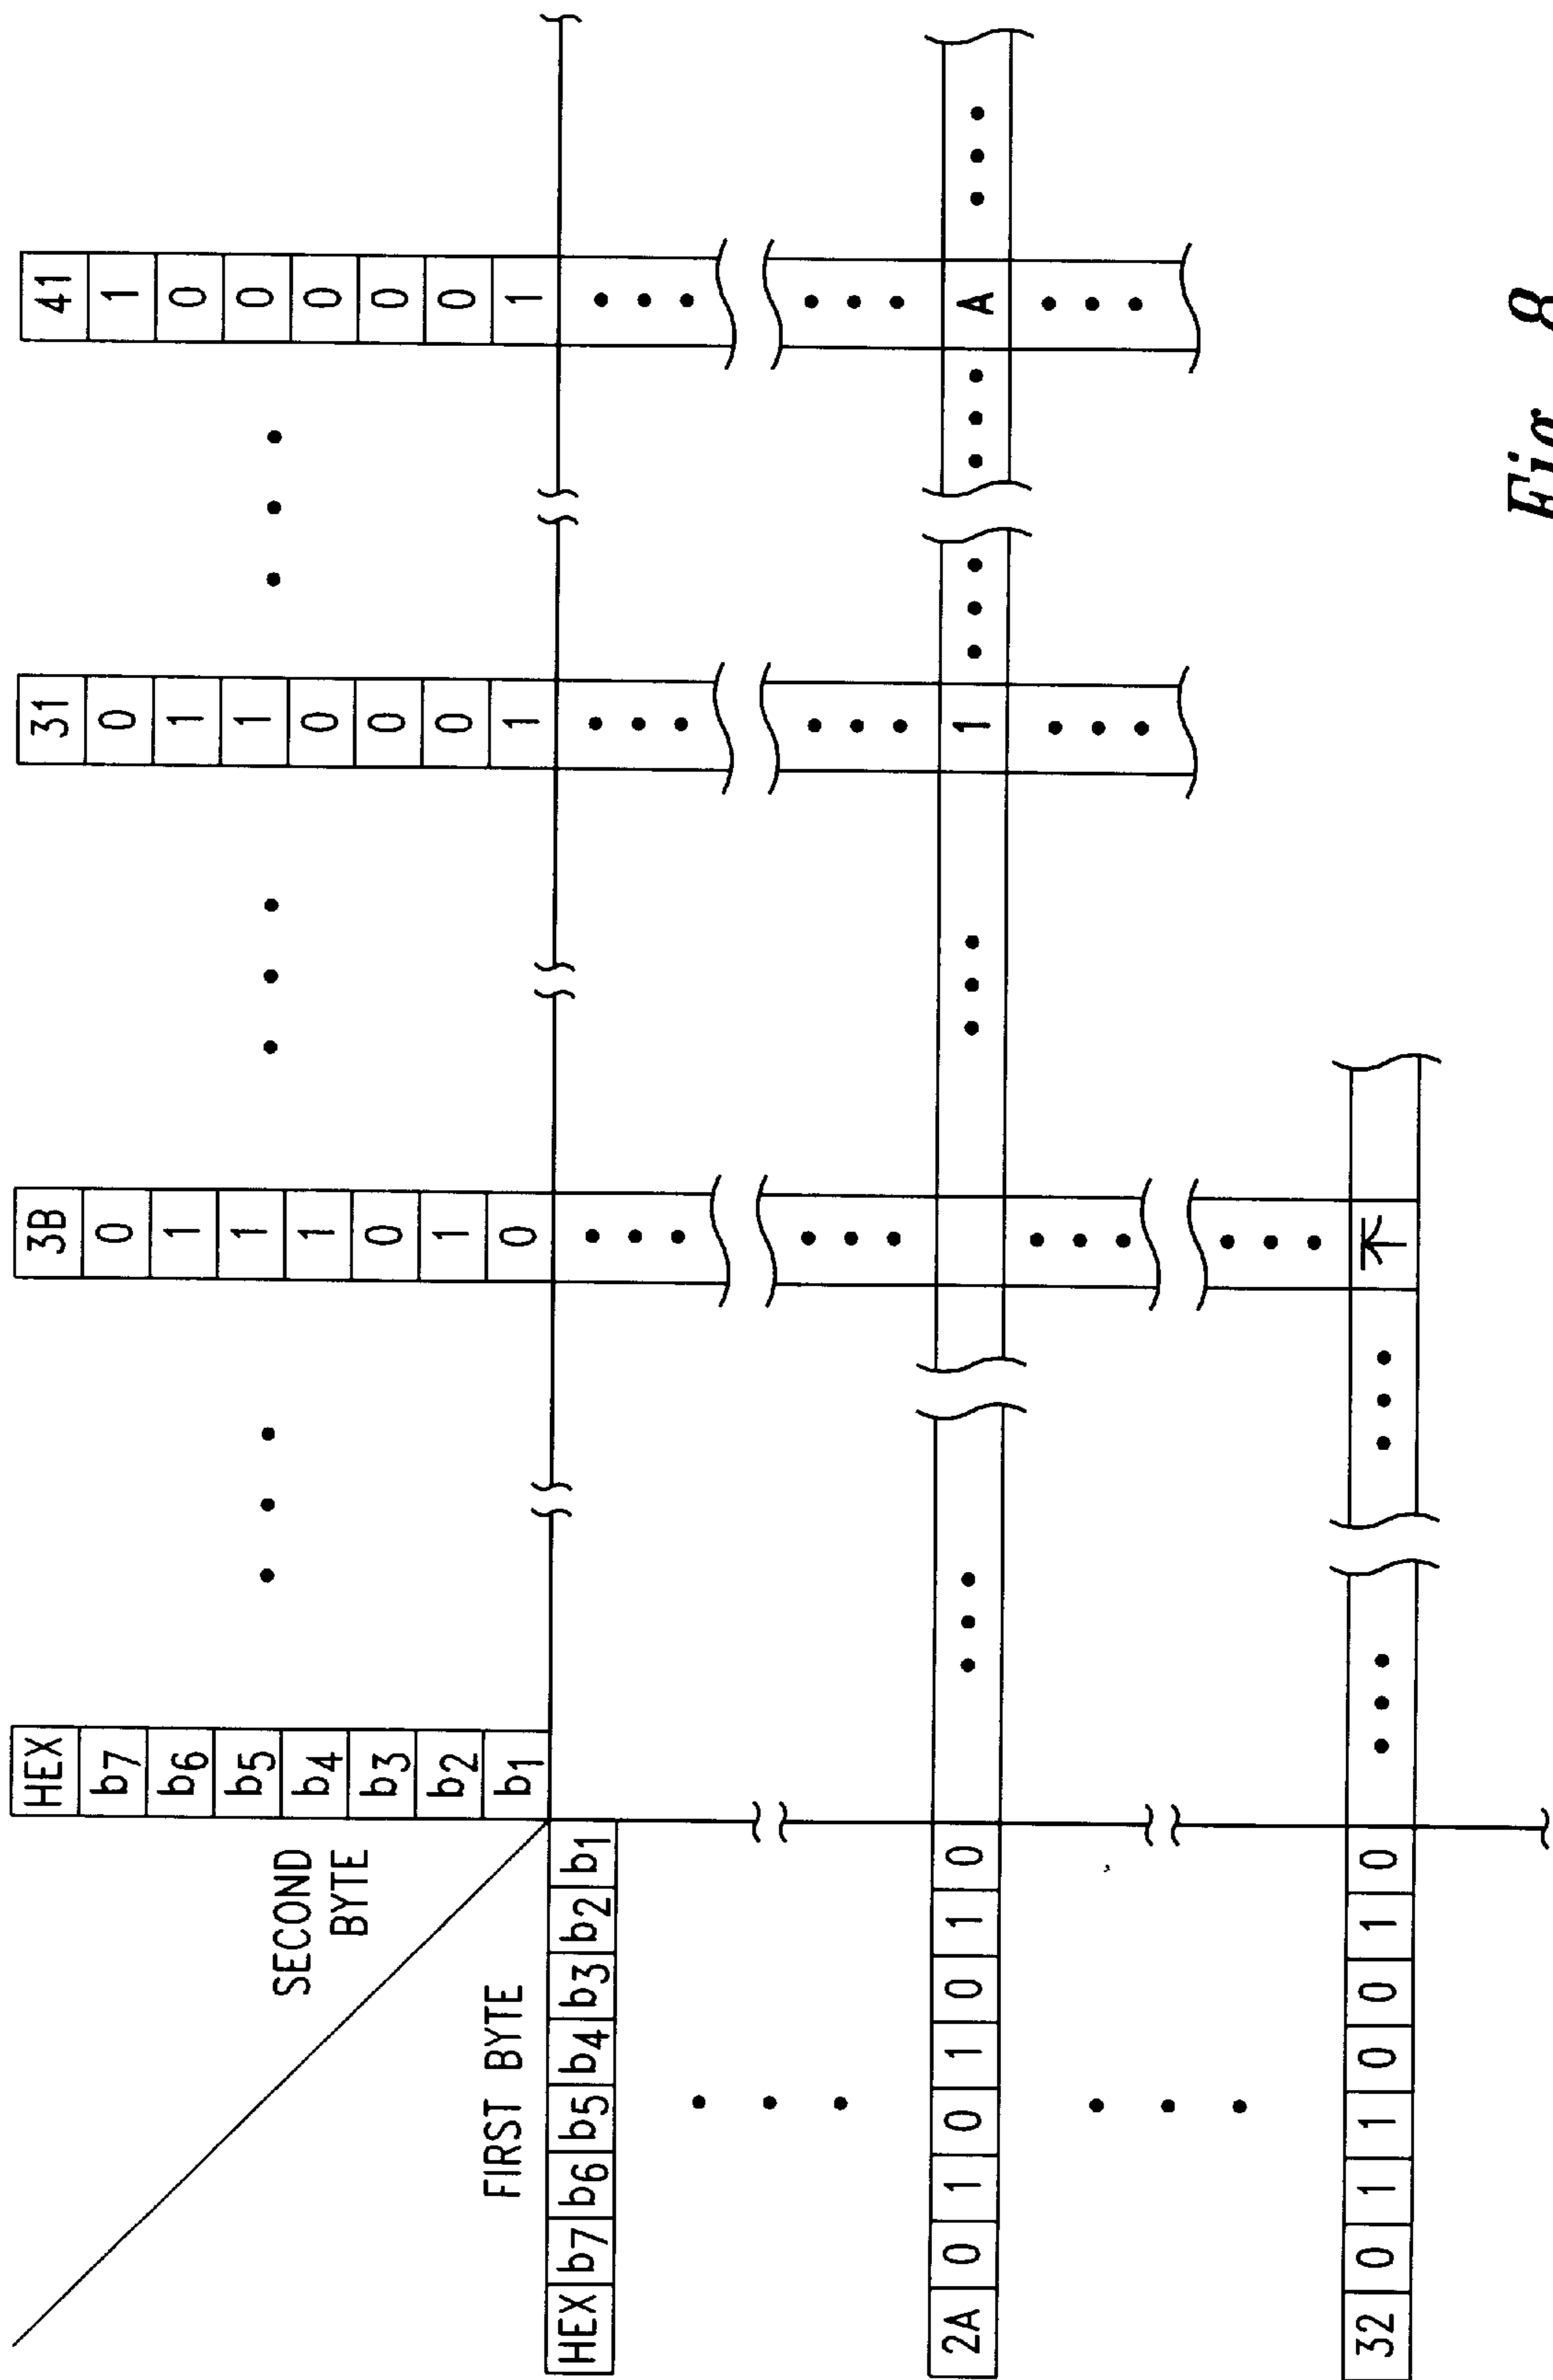 HEX 3B 31 41
b7 0 0 1
b6 1 1 0
b5 1 1 0
SECOND
BYTE
b4 1 0 0
b3 0 0 0
b2 1 0 0
FIRST BYTE
b1 0 1 1
HEX b7 b6 b5 b4 b3 b2 b1
2A 0 1 0 1 0 1 0 1 A
32 0 1 1 0 0 1 0 不
Fig. 8